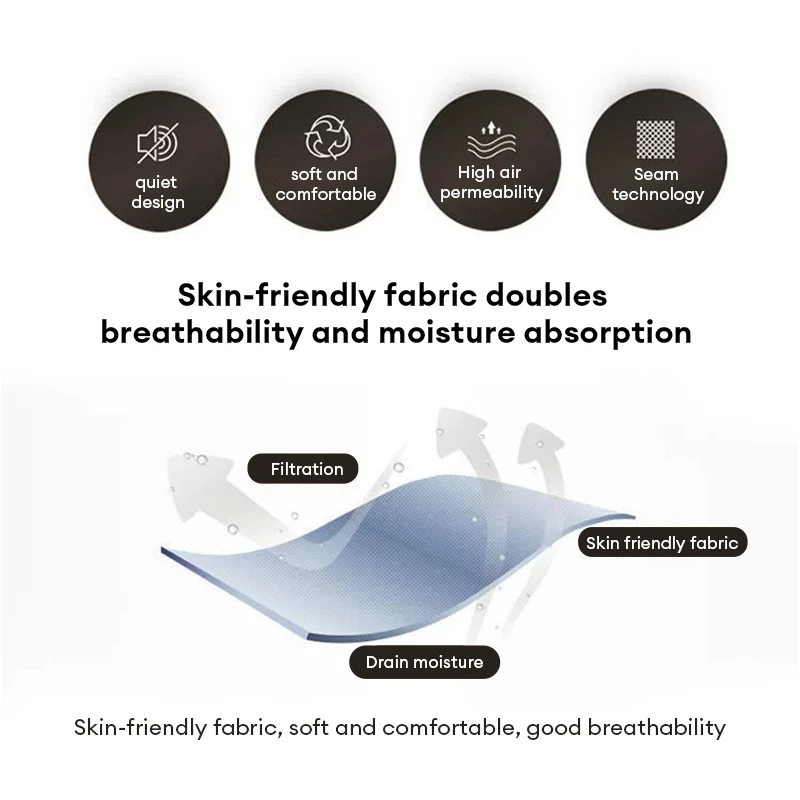 quiet
design
soft and
comfortable
High air
permeability
Seam
technology
Skin-friendly fabric doubles
breathability and moisture absorption
Filtration
Skin friendly fabric
Drain moisture
Skin-friendly fabric, soft and comfortable, good breathability